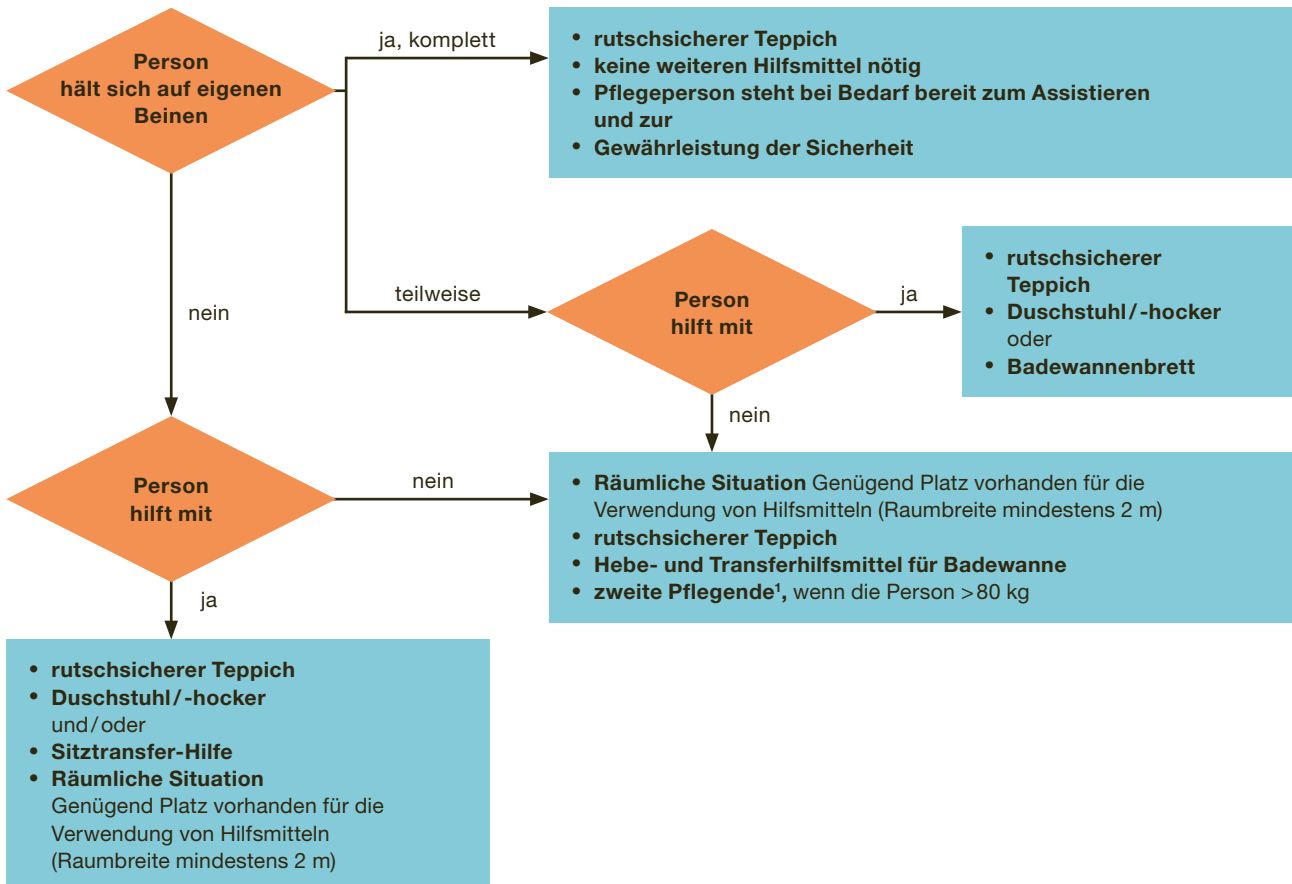 Person
hält sich auf eigenen
Beinen
ja, komplett
• rutschsicherer Teppich
• keine weiteren Hilfsmittel nötig
• Pflegeperson steht bei Bedarf bereit zum Assistieren
und zur
• Gewährleistung der Sicherheit
teilweise
Person
hilft mit
ja
• rutschsicherer
Teppich
• Duschstuhl/-hocker
oder
• Badewannenbrett
nein
nein
Person
hilft mit
nein
• Räumliche Situation Genügend Platz vorhanden für die
Verwendung von Hilfsmitteln (Raumbreite mindestens 2 m)
• rutschsicherer Teppich
• Hebe- und Transferhilfsmittel für Badewanne
• zweite Pflegende¹, wenn die Person >80 kg
ja
• rutschsicherer Teppich
• Duschstuhl/-hocker
und/oder
• Sitztransfer-Hilfe
• Räumliche Situation
Genügend Platz vorhanden für die
Verwendung von Hilfsmitteln
(Raumbreite mindestens 2 m)